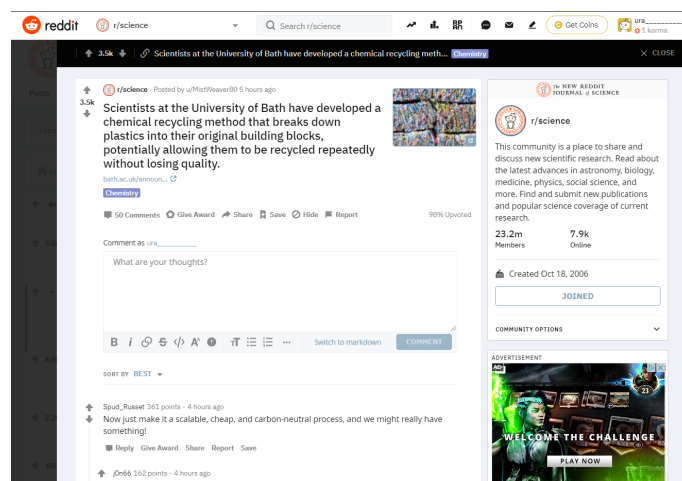 reddit
r/science
Search r/science
Get Coins
ura_
1 karma
3.5k
Scientists at the University of Bath have developed a chemical recycling meth...
Chemistry
CLOSE
Posts
r/science · Posted by u/MistWeaver80 5 hours ago
3.5k
Scientists at the University of Bath have developed a
chemical recycling method that breaks down
plastics into their original building blocks,
potentially allowing them to be recycled repeatedly
without losing quality.
bath.ac.uk/announ...
Chemistry
50 Comments Give Award Share Save Hide Report
98% Upvoted
Comment as ura_
What are your thoughts?
Switch to markdown
COMMENT
SORT BY BEST
Spud_Russet 361 points · 4 hours ago
Now just make it a scalable, cheap, and carbon-neutral process, and we might really have
something!
Reply Give Award Share Report Save
j0n66 162 points · 4 hours ago
The NEW REDDIT
JOURNAL of SCIENCE
r/science
This community is a place to share and
discuss new scientific research. Read about
the latest advances in astronomy, biology,
medicine, physics, social science, and
more. Find and submit new publications
and popular science coverage of current
research.
23.2m 7.9k
Members Online
Created Oct 18, 2006
JOINED
COMMUNITY OPTIONS
ADVERTISEMENT
AD
23
WELCOME THE CHALLENGE
PLAY NOW